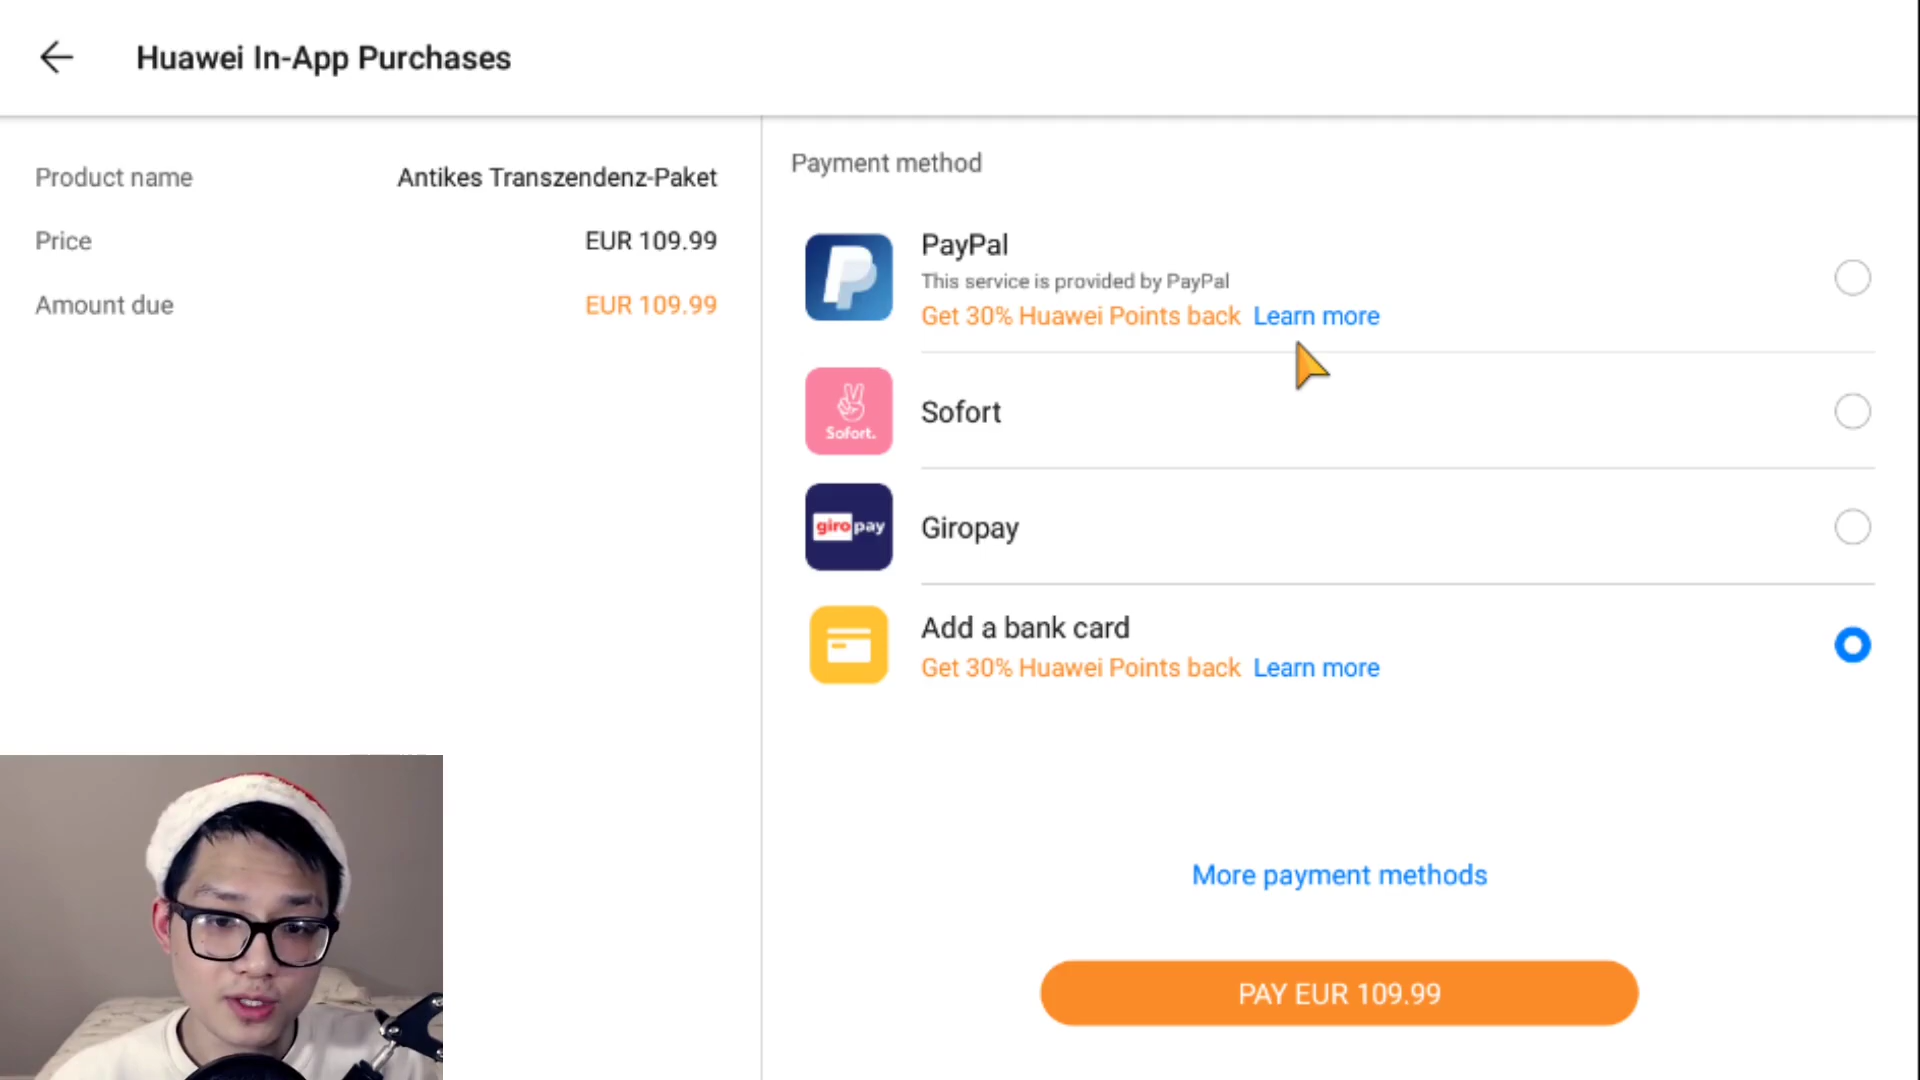 Huawei In-App Purchases
Product name Antikes Transzendenz-Paket
Price EUR 109.99
Amount due EUR 109.99
Payment method
PayPal
This service is provided by PayPal
Get 30% Huawei Points back Learn more
Sofort.
Sofort
giropay
Giropay
Add a bank card
Get 30% Huawei Points back Learn more
More payment methods
PAY EUR 109.99